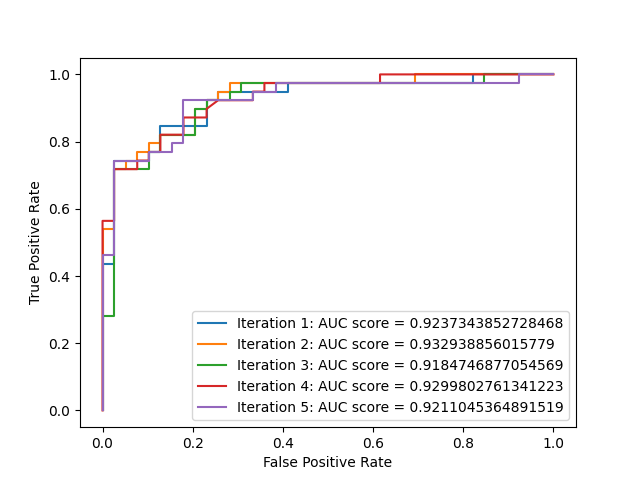 1.0
0.8
0.6
0.4
0.2
0.0
True Positive Rate
Iteration 1: AUC score = 0.9237343852728468
Iteration 2: AUC score = 0.932938856015779
Iteration 3: AUC score = 0.9184746877054569
Iteration 4: AUC score = 0.9299802761341223
Iteration 5: AUC score = 0.9211045364891519
0.0 0.2 0.4 0.6 0.8 1.0
False Positive Rate